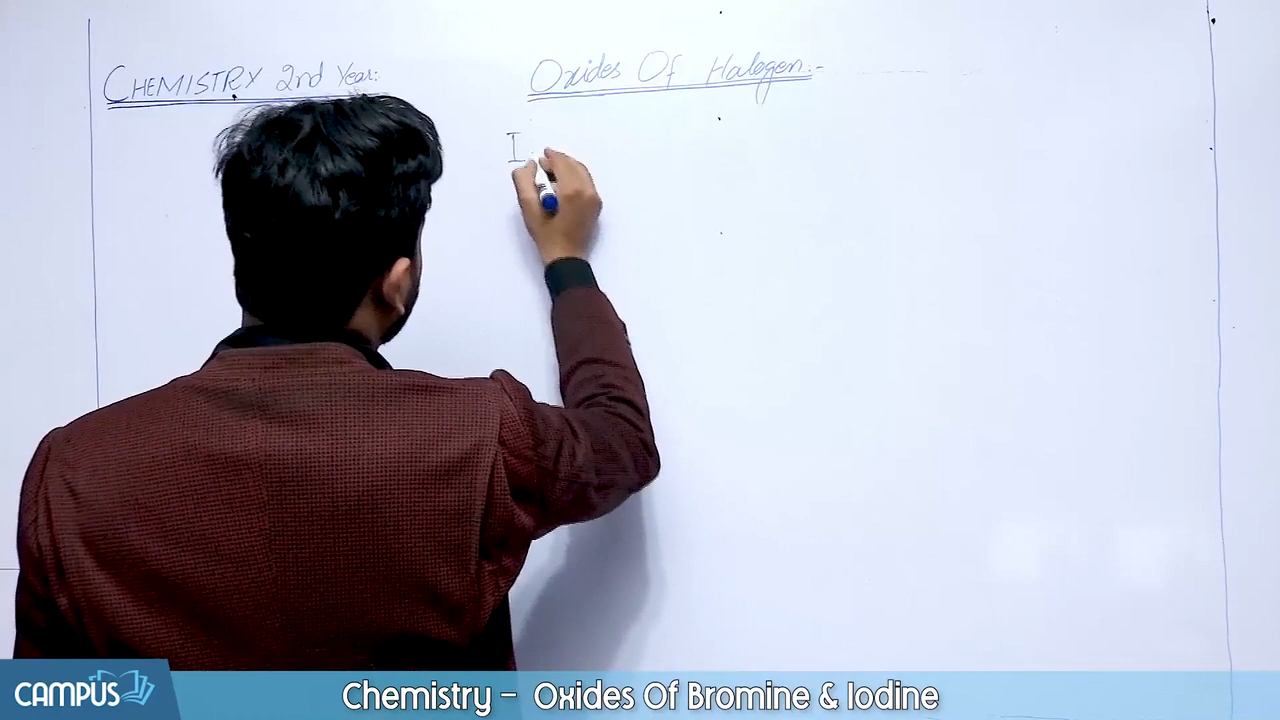 CHEMISTRY 2nd Year:
Oxides Of Halogen:-
I
CAMPUS
Chemistry - Oxides Of Bromine & Iodine